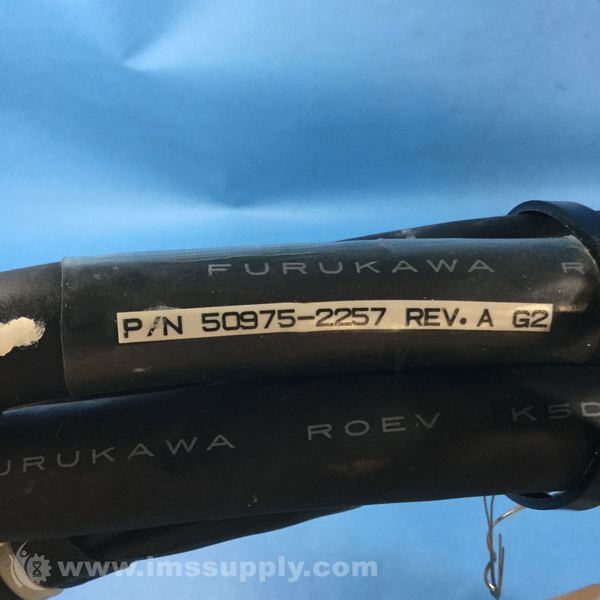 FURUKAWA R
P/N 50975-2257 REV. A G2
URUKAWA ROEV K5D
www.imssupply.com